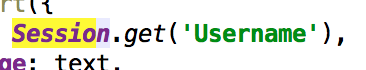 rt({
Session.get('Username'),
ge: text,